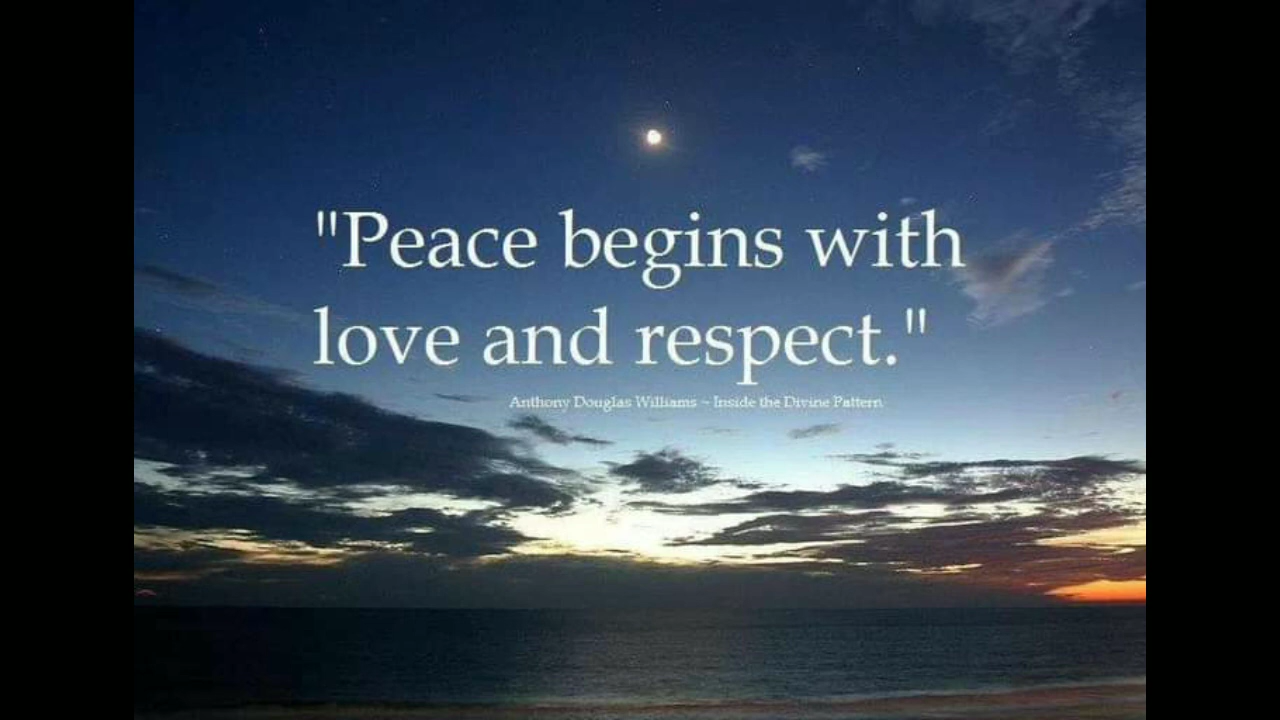 "Peace begins with
love and respect."
Anthony Douglas Williams ~ Inside the Divine Pattern